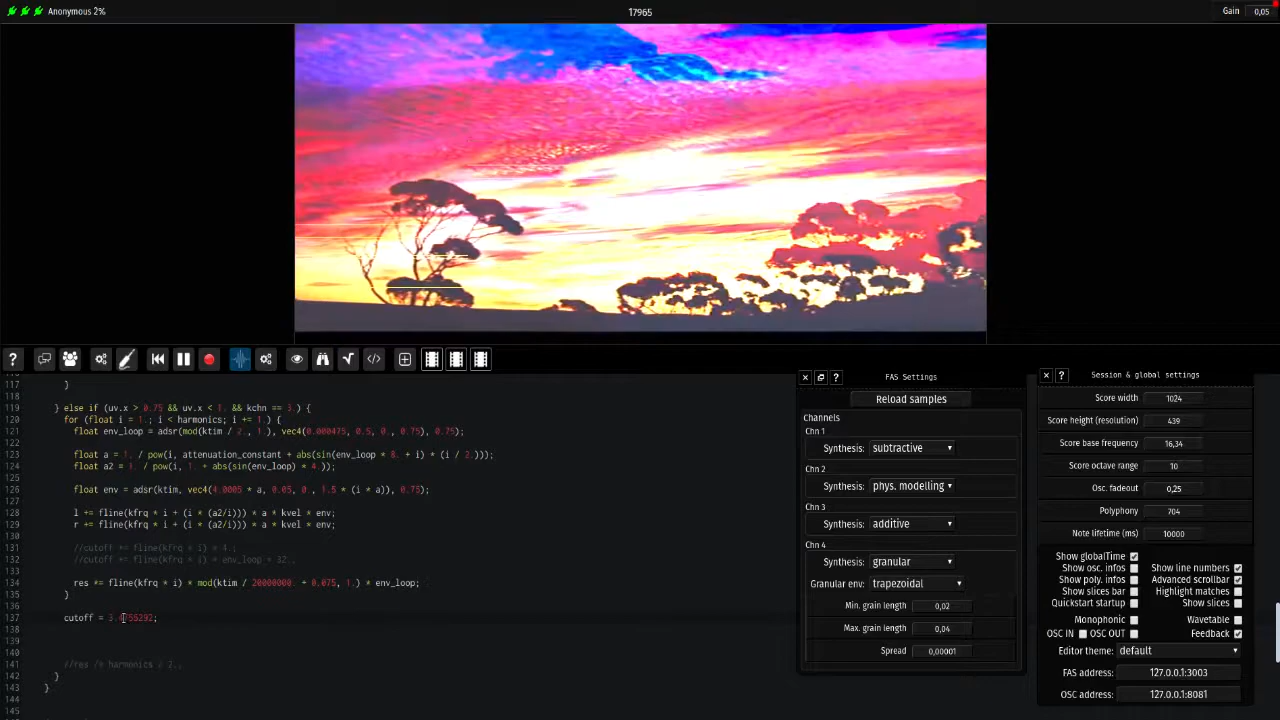 Anonymous 2%
17965
Gain 0,05
?
117 }
118
119 } else if (uv.x > 0.75 && uv.x < 1. && kchn == 3.) {
120 for (float i = 1.; i < harmonics; i += 1.) {
121 float env_loop = adsr(mod(ktim / 2., 1.), vec4(0.000475, 0.5, 0., 0.75), 0.75);
122
123 float a = 1. / pow(i, attenuation_constant + abs(sin(env_loop * 8. + i) * (i / 2.)));
124 float a2 = 1. / pow(i, 1. + abs(sin(env_loop) * 4.));
125
126 float env = adsr(ktim, vec4(4.0005 * a, 0.05, 0., 1.5 * (i * a)), 0.75);
127
128 l += fline(kfrq * i + (i * (a2/i))) * a * kvel * env;
129 r += fline(kfrq * i + (i * (a2/i))) * a * kvel * env;
130
131 //cutoff += fline(kfrq * i) * 4.;
132
133
134 res += fline(kfrq * i) * mod(ktim / 20000000. + 0.075, 1.) * env_loop;
135 }
136
137 cutoff =
138
139
140
141 //res /= harmonics / 2.;
142 }
143 }
144
145
FAS Settings
Reload samples
Channels
Chn 1
Synthesis: subtractive
Chn 2
Synthesis: phys. modelling
Chn 3
Synthesis: additive
Chn 4
Synthesis: granular
Granular env: trapezoidal
Min. grain length 0,02
Max. grain length 0,04
Spread 0,00001
Session & global settings
Score width 1024
Score height (resolution) 439
Score base frequency 16,34
Score octave range 10
Osc. fadeout 0,25
Polyphony 704
Note lifetime (ms) 10000
Show globalTime
Show osc. infos Show line numbers
Show poly. infos Advanced scrollbar
Show slices bar Highlight matches
Quickstart startup Show slices
Monophonic Wavetable
OSC IN OSC OUT Feedback
Editor theme: default
FAS address: 127.0.0.1:3003
OSC address: 127.0.0.1:8081